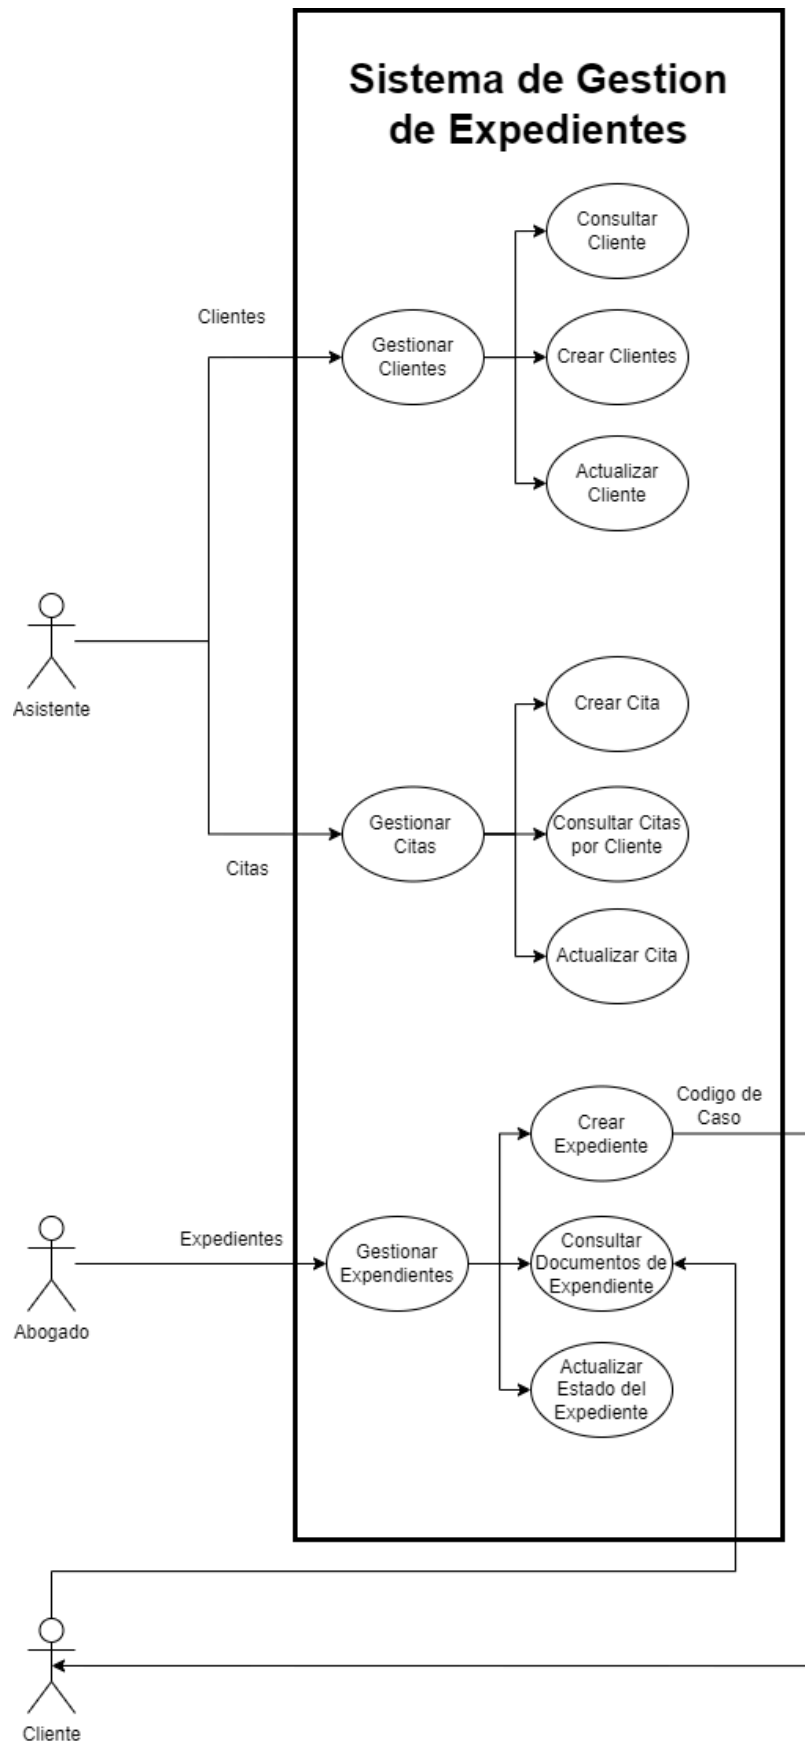 Sistema de Gestion
de Expedientes
Consultar
Cliente
Clientes
Gestionar
Clientes
Crear Clientes
Actualizar
Cliente
Asistente
Crear Cita
Gestionar
Citas
Consultar Citas
por Cliente
Citas
Actualizar Cita
Codigo de
Caso
Crear
Expediente
Expedientes
Gestionar
Expendientes
Consultar
Documentos de
Expendiente
Abogado
Actualizar
Estado del
Expediente
Cliente